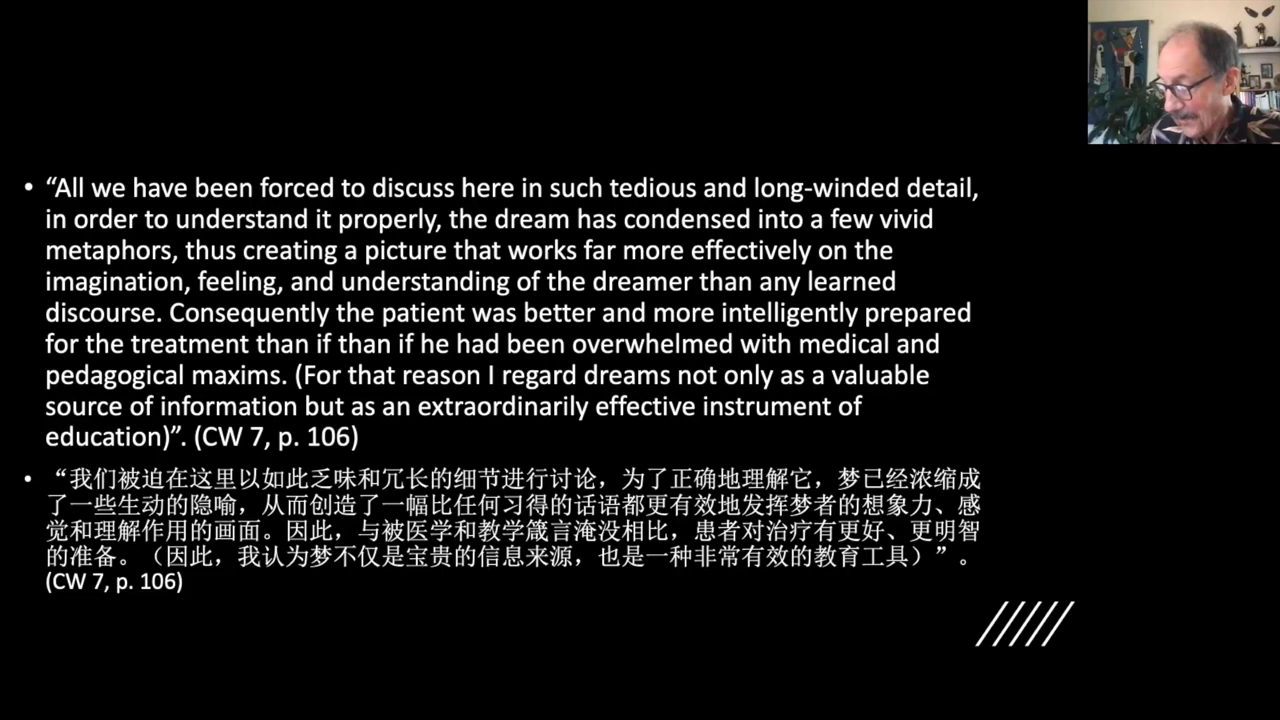 • “All we have been forced to discuss here in such tedious and long-winded detail,
in order to understand it properly, the dream has condensed into a few vivid
metaphors, thus creating a picture that works far more effectively on the
imagination, feeling, and understanding of the dreamer than any learned
discourse. Consequently the patient was better and more intelligently prepared
for the treatment than if than if he had been overwhelmed with medical and
pedagogical maxims. (For that reason I regard dreams not only as a valuable
source of information but as an extraordinarily effective instrument of
education)”. (CW 7, p. 106)
• “我们被迫在这里以如此乏味和冗长的细节进行讨论，为了正确地理解它，梦已经浓缩成
了一些生动的隐喻，从而创造了一幅比任何习得的话语都更有效地发挥梦者的想象力、感
觉和理解作用的画面。因此，与被医学和教学箴言淹没相比，患者对治疗有更好、更明智
的准备。（因此，我认为梦不仅是宝贵的信息来源，也是一种非常有效的教育工具）”。
(CW 7, p. 106)